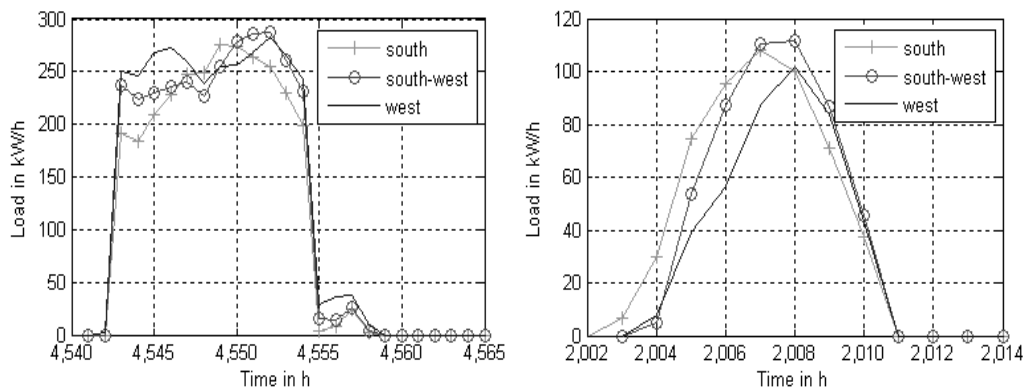 300
250
200
250
100
50
0
Load in kW/h
4,540
4,545
4,550
4,555
4,560
4,565
Time in h
south
south-west
west
120
100
80
60
40
20
0
Load in kW/h
2,002
2,004
2,006
2,008
2,010
2,012
2,014
Time in h
south
south-west
west